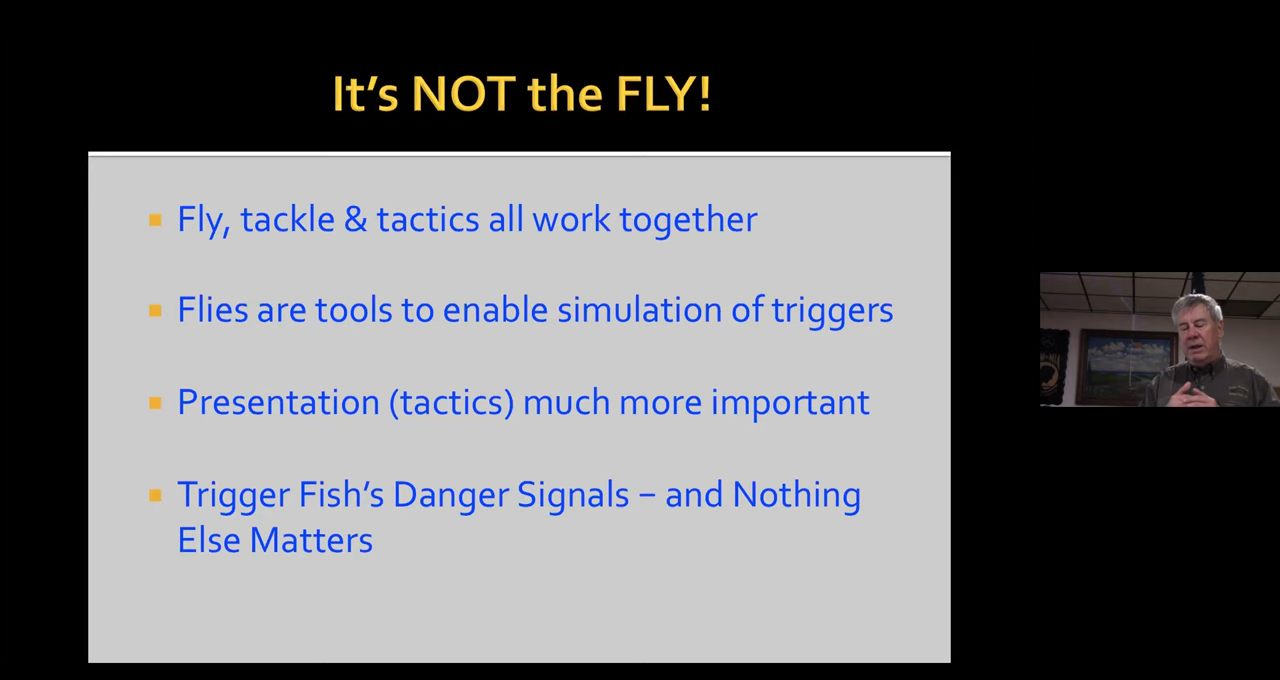 It’s NOT the FLY!
Fly, tackle & tactics all work together
Flies are tools to enable simulation of triggers
Presentation (tactics) much more important
Trigger Fish’s Danger Signals – and Nothing
Else Matters